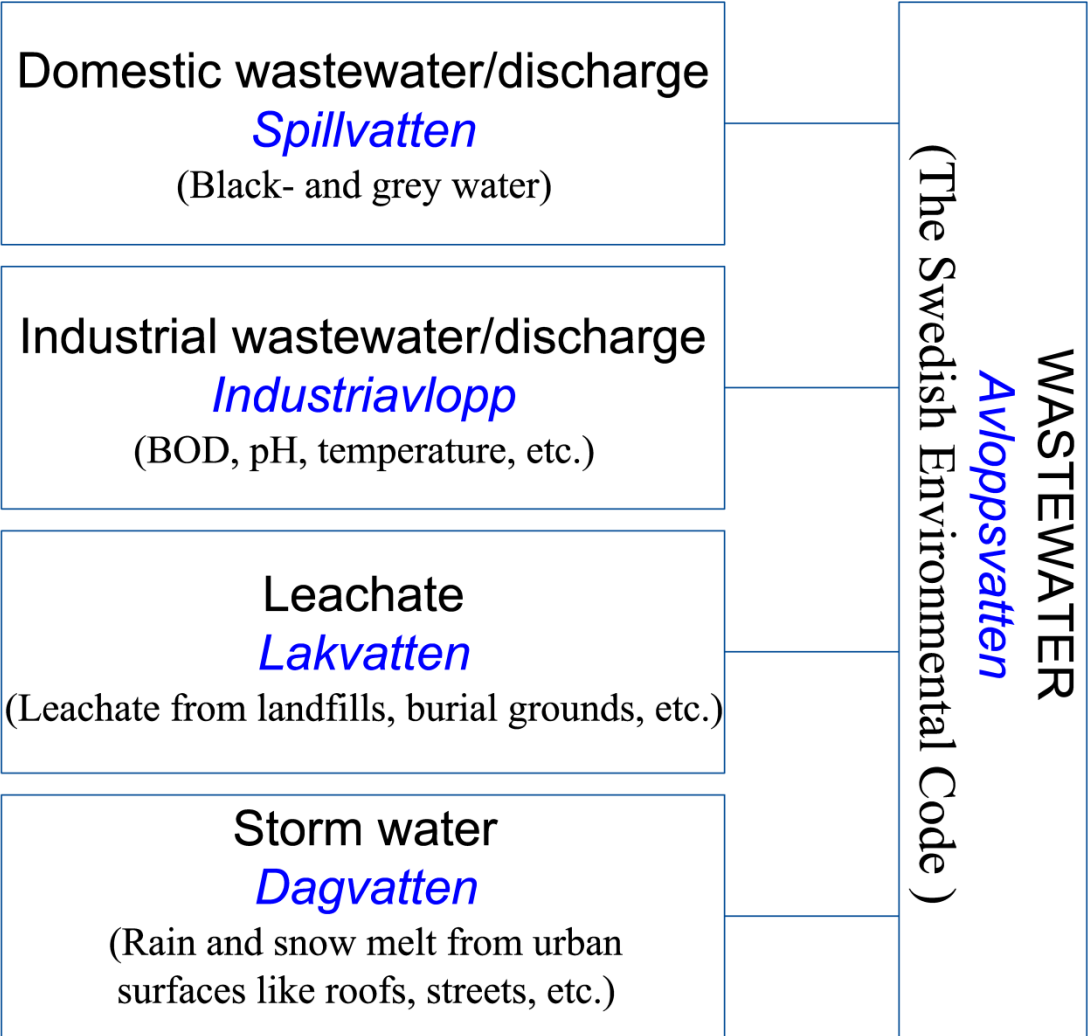 Domestic wastewater/discharge
Spillvatten
(Black- and grey water)
Industrial wastewater/discharge
Industriavlopp
(BOD, pH, temperature, etc.)
Leachate
Lakvatten
(Leachate from landfills, burial grounds, etc.)
Storm water
Dagvatten
(Rain and snow melt from urban
surfaces like roofs, streets, etc.)
WASTEWATER
Avloppsvatten
(The Swedish Environmental Code )